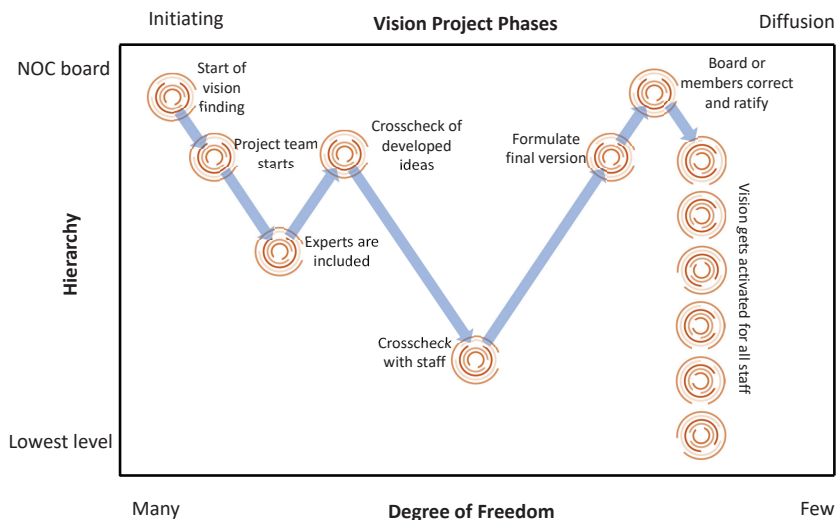 Initiating
Vision Project Phases
Diffusion
NOC board
Start of
vision
finding
Board or
members correct
and ratify
Project team
starts
Crosscheck of
developed
ideas
Formulate
final version
Hierarchy
Experts are
included
Vision gets activated for all staff
Crosscheck
with staff
Lowest level
Many
Degree of Freedom
Few